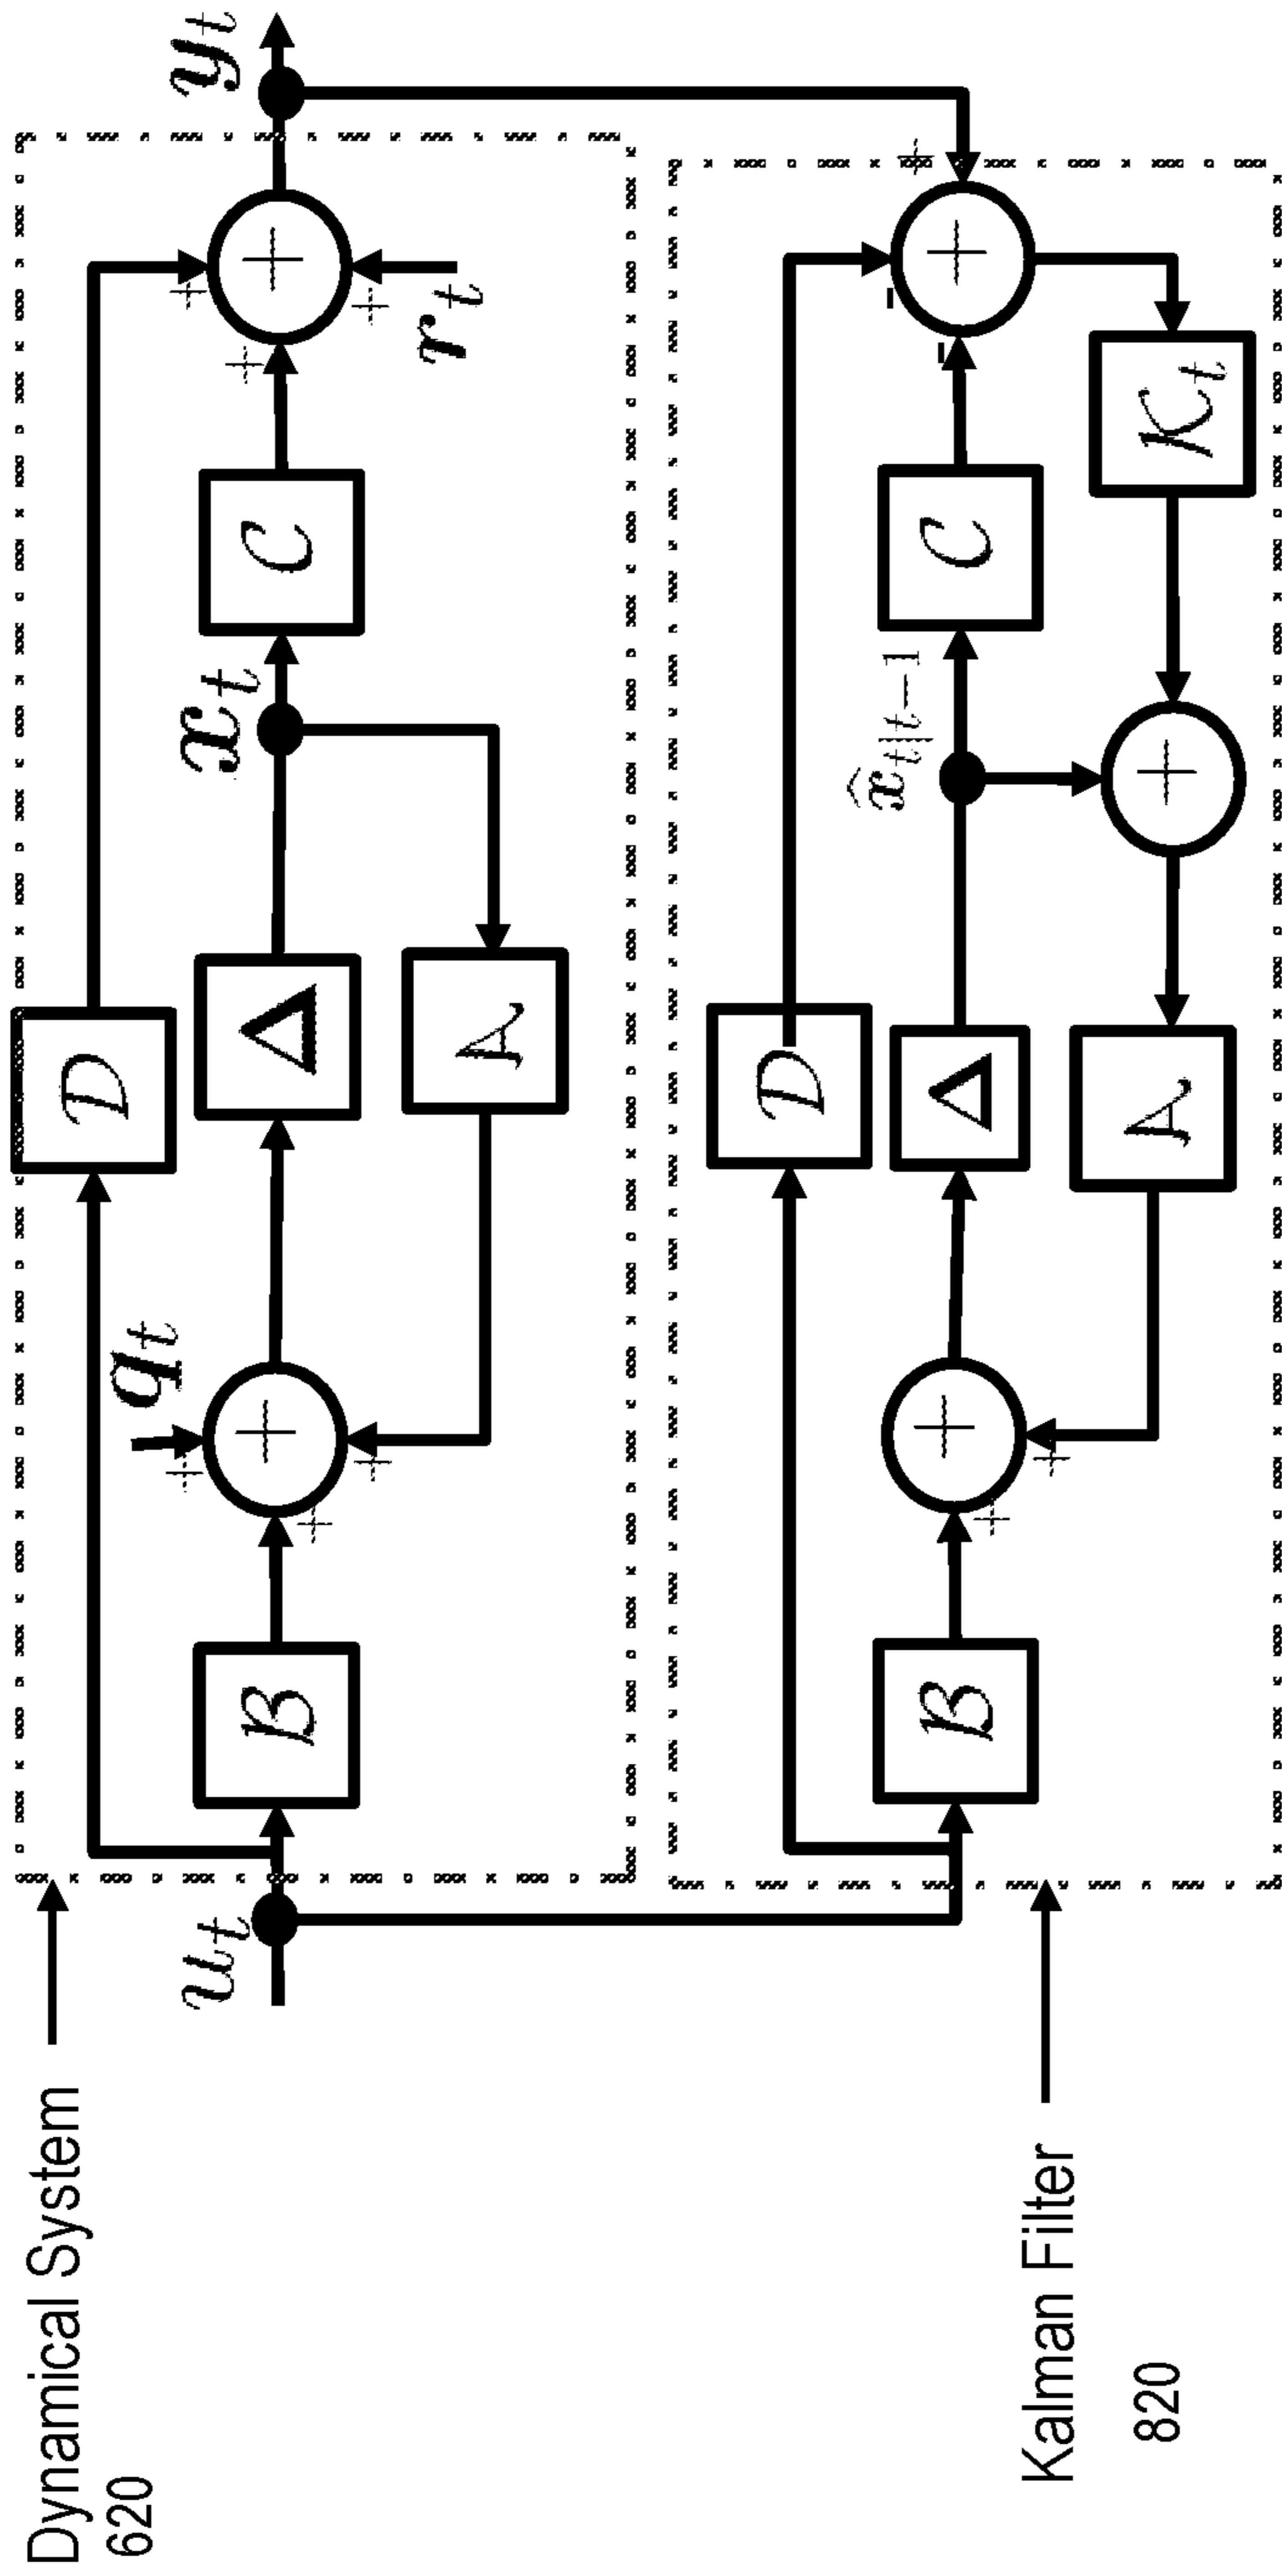 Dynamical System
620
u_t
D
B
+
+
+
+
q_t
Δ
A
x_t
C
+
+
+
+
r_t
y_t
Kalman Filter
820
D
B
+
+
+
Δ
A
x̂_{t|t−1}
+
C
K_t
-
-
+
+